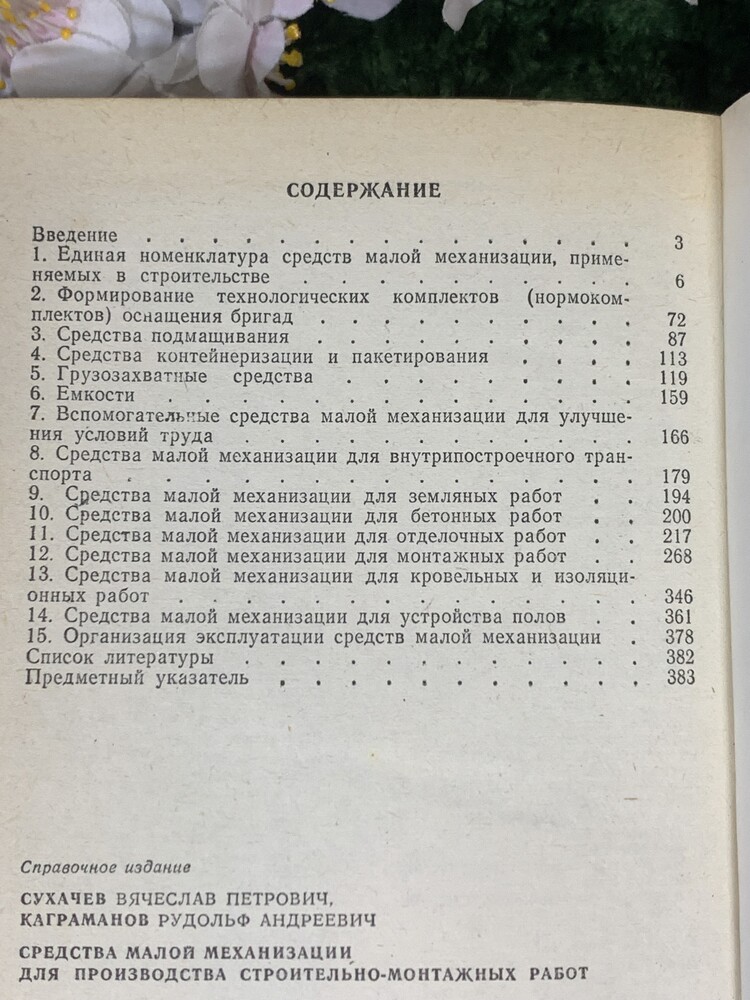 СОДЕРЖАНИЕ
Введение . . . . . . . . . . . . . . . 3
1. Единая номенклатура средств малой механизации, приме-
няемых в строительстве . . . . . . . . . . 6
2. Формирование технологических комплектов (нормоком-
плектов) оснащения бригад . . . . . . . . . 72
3. Средства подмащивания . . . . . . . . . 87
4. Средства контейнеризации и пакетирования . . . . 113
5. Грузозахватные средства . . . . . . . . 119
6. Емкости . . . . . . . . . . . . . . 159
7. Вспомогательные средства малой механизации для улучше-
ния условий труда . . . . . . . . . . . 166
8. Средства малой механизации для внутрипостроечного тран-
спорта . . . . . . . . . . . . . . . 179
9. Средства малой механизации для земляных работ . . 194
10. Средства малой механизации для бетонных работ . . 200
11. Средства малой механизации для отделочных работ . . 217
12. Средства малой механизации для монтажных работ . . 268
13. Средства малой механизации для кровельных и изоляци-
онных работ . . . . . . . . . . . . . 346
14. Средства малой механизации для устройства полов . . 361
15. Организация эксплуатации средств малой механизации . 378
Список литературы . . . . . . . . . . . 382
Предметный указатель . . . . . . . . . . 383
Справочное издание
СУХАЧЕВ ВЯЧЕСЛАВ ПЕТРОВИЧ,
КАГРАМАНОВ РУДОЛЬФ АНДРЕЕВИЧ
СРЕДСТВА МАЛОЙ МЕХАНИЗАЦИИ
ДЛЯ ПРОИЗВОДСТВА СТРОИТЕЛЬНО-МОНТАЖНЫХ РАБОТ